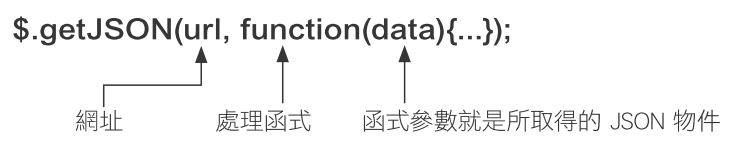 $.getJSON(url, function(data){...});
網址 處理函式 函式參數就是所取得的 JSON 物件